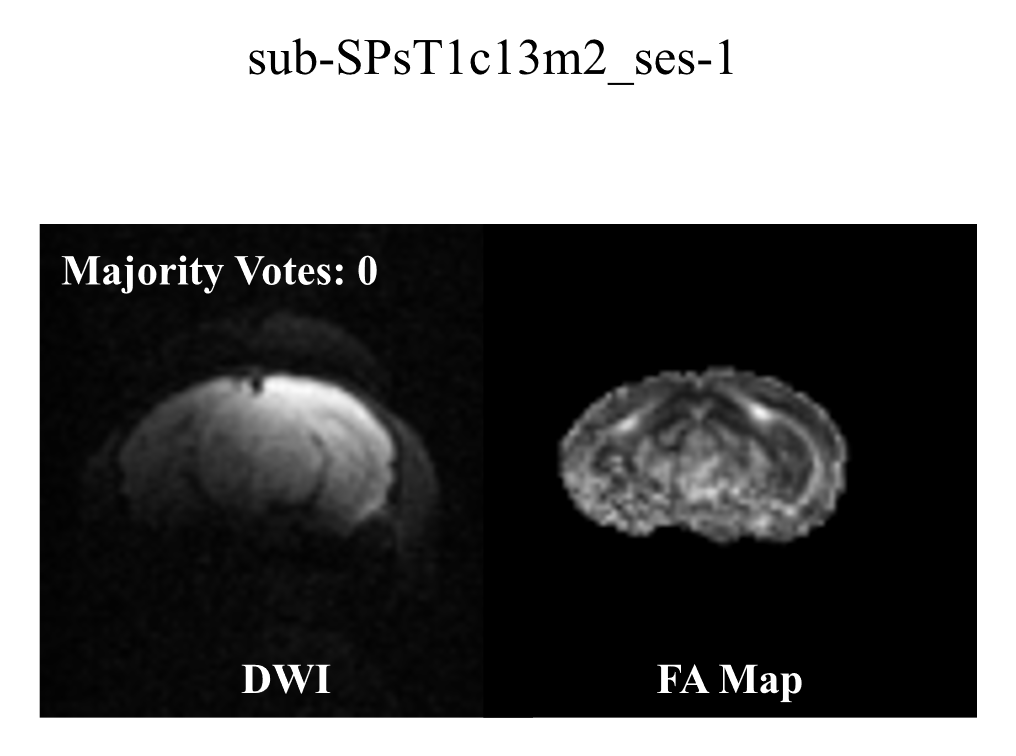 sub-SPsT1c13m2_ses-1
Majority Votes: 0
DWI
FA Map